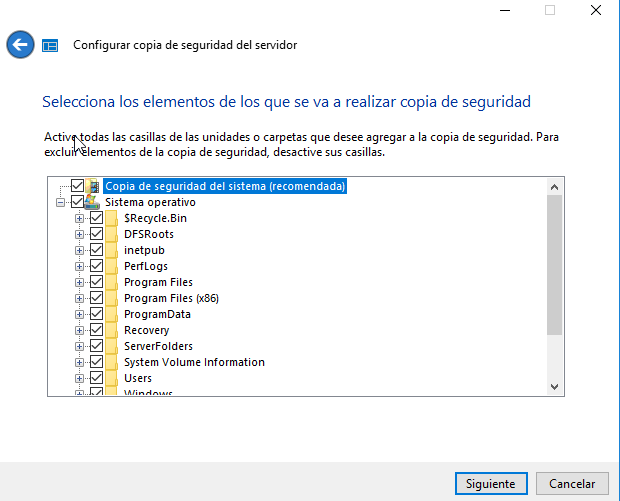 Configurar copia de seguridad del servidor
Selecciona los elementos de los que se va a realizar copia de seguridad
Active todas las casillas de las unidades o carpetas que desee agregar a la copia de seguridad. Para
excluir elementos de la copia de seguridad, desactive sus casillas.
Copia de seguridad del sistema (recomendada)
Sistema operativo
$Recycle.Bin
DFSRoots
inetpub
PerfLogs
Program Files
Program Files (x86)
ProgramData
Recovery
ServerFolders
System Volume Information
Users
Windows
Siguiente Cancelar